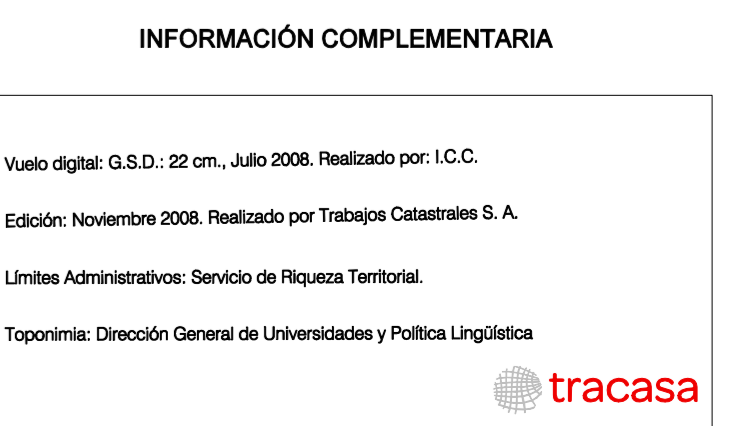 INFORMACIÓN COMPLEMENTARIA
Vuelo digital: G.S.D.: 22 cm., Julio 2008. Realizado por: I.C.C.
Edición: Noviembre 2008. Realizado por Trabajos Catastrales S. A.
Límites Administrativos: Servicio de Riqueza Territorial.
Toponimia: Dirección General de Universidades y Política Lingüística
tracasa